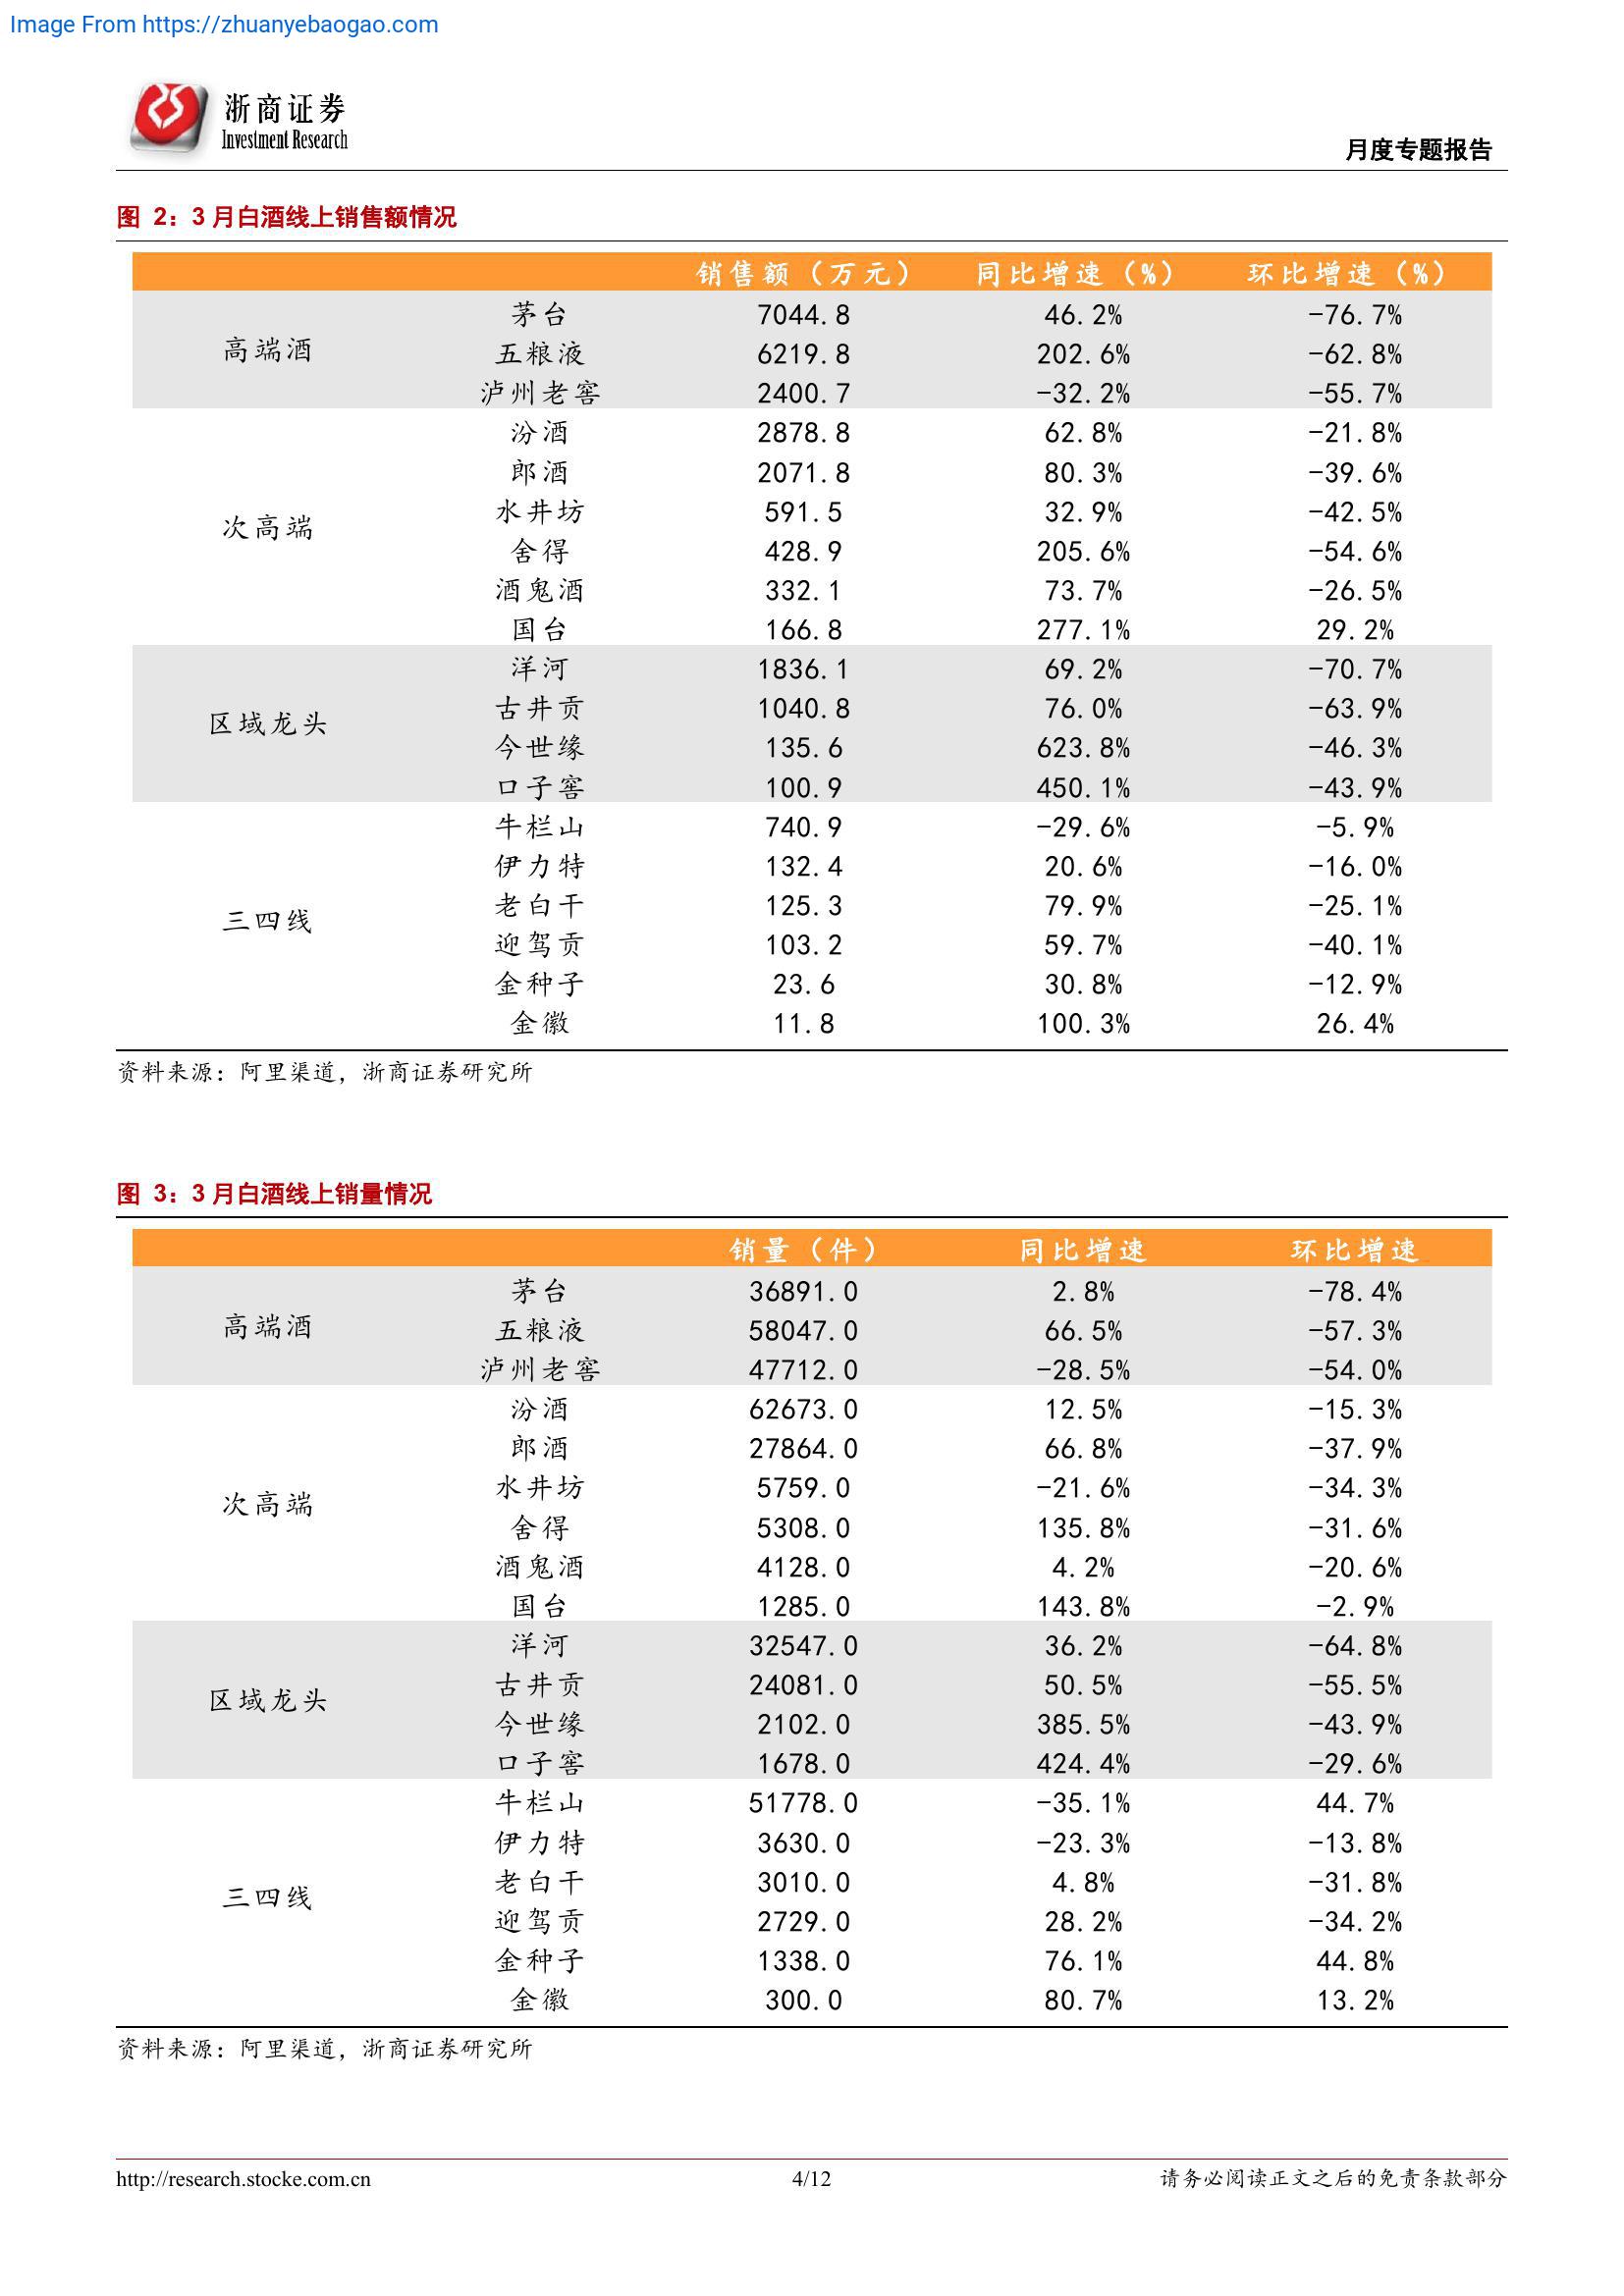 Image From https://zhuanyebaogao.com
浙商证券
Investment Research
月度专题报告
图 2：3 月白酒线上销售额情况
销售额（万元） 同比增速（%） 环比增速（%）
高端酒
茅台 7044.8 46.2% -76.7%
五粮液 6219.8 202.6% -62.8%
泸州老窖 2400.7 -32.2% -55.7%
次高端
汾酒 2878.8 62.8% -21.8%
郎酒 2071.8 80.3% -39.6%
水井坊 591.5 32.9% -42.5%
舍得 428.9 205.6% -54.6%
酒鬼酒 332.1 73.7% -26.5%
国台 166.8 277.1% 29.2%
区域龙头
洋河 1836.1 69.2% -70.7%
古井贡 1040.8 76.0% -63.9%
今世缘 135.6 623.8% -46.3%
口子窖 100.9 450.1% -43.9%
三四线
牛栏山 740.9 -29.6% -5.9%
伊力特 132.4 20.6% -16.0%
老白干 125.3 79.9% -25.1%
迎驾贡 103.2 59.7% -40.1%
金种子 23.6 30.8% -12.9%
金徽 11.8 100.3% 26.4%
资料来源：阿里渠道，浙商证券研究所
图 3：3 月白酒线上销量情况
销量（件） 同比增速 环比增速
高端酒
茅台 36891.0 2.8% -78.4%
五粮液 58047.0 66.5% -57.3%
泸州老窖 47712.0 -28.5% -54.0%
次高端
汾酒 62673.0 12.5% -15.3%
郎酒 27864.0 66.8% -37.9%
水井坊 5759.0 -21.6% -34.3%
舍得 5308.0 135.8% -31.6%
酒鬼酒 4128.0 4.2% -20.6%
国台 1285.0 143.8% -2.9%
区域龙头
洋河 32547.0 36.2% -64.8%
古井贡 24081.0 50.5% -55.5%
今世缘 2102.0 385.5% -43.9%
口子窖 1678.0 424.4% -29.6%
三四线
牛栏山 51778.0 -35.1% 44.7%
伊力特 3630.0 -23.3% -13.8%
老白干 3010.0 4.8% -31.8%
迎驾贡 2729.0 28.2% -34.2%
金种子 1338.0 76.1% 44.8%
金徽 300.0 80.7% 13.2%
资料来源：阿里渠道，浙商证券研究所
http://research.stocke.com.cn 4/12 请务必阅读正文之后的免责条款部分